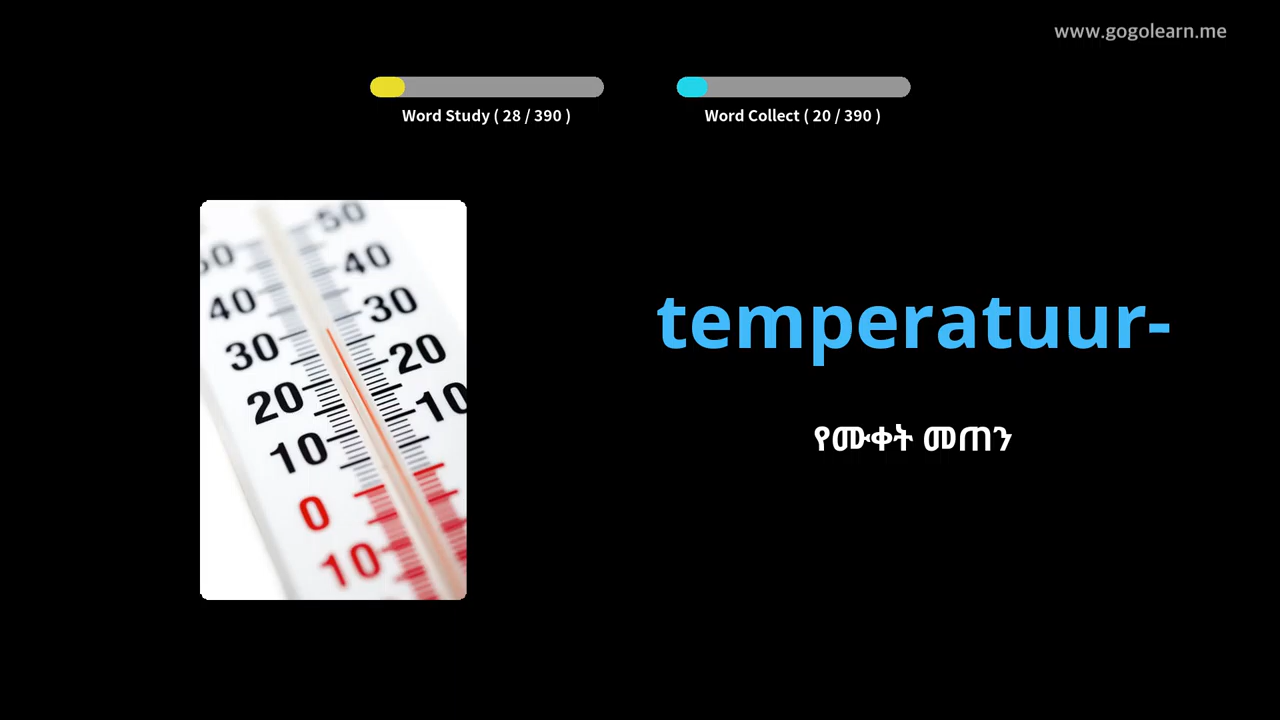 www.gogolearn.me
Word Study ( 28 / 390 )
Word Collect ( 20 / 390 )
50
50
40
40
30
30
20
20
10
10
0
10
temperatuur-
የሙቀት መጠን